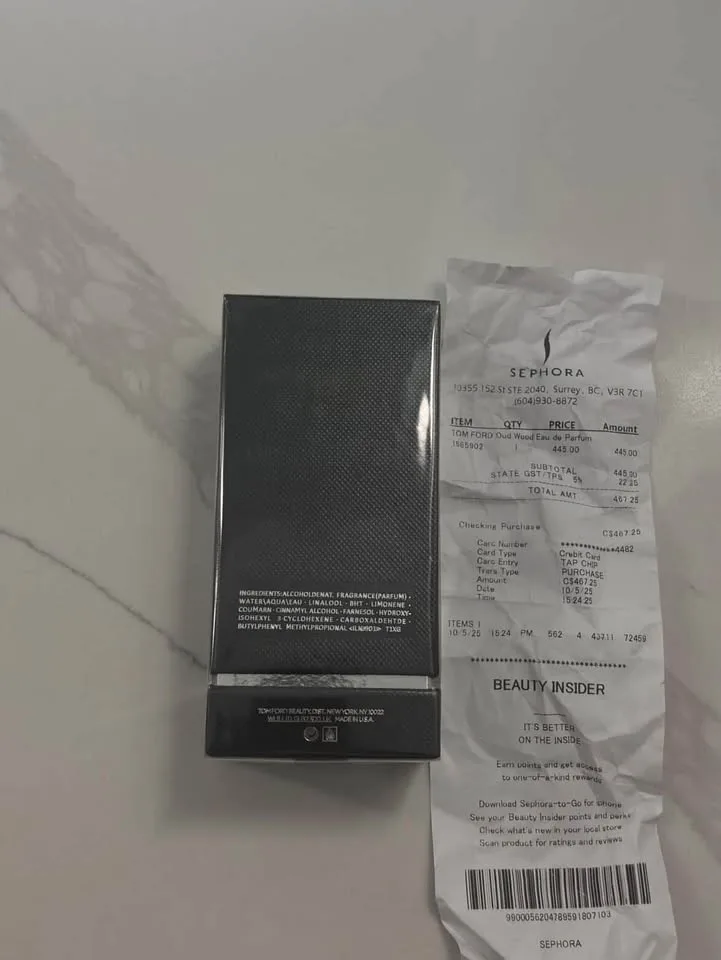 INGREDIENTS:ALCOHOLDENAT. FRAGRANCE(PARFUM) •
WATER\AQUA\EAU · LINALOOL · BHT · LIMONENE •
COUMARN · CINNAMYL ALCOHOL · FARNESOL · HYDROXY-
ISOHEXYL 3-CYCLOHEXENE · CARBOXALDEHTDE ·
BUTYLPHENYL METHYLPROPIONAL <ILN39013>
TOM FORD BEAUTY, DIST. NEW YORK, NY 10022
MADE IN U.S.A.
SEPHORA
10355 152 St STE 2040, Surrey, BC, V3R 7C1
(604)930-8872
ITEM QTY PRICE Amount
TOM FORD Oud Wood Eau de Parfum
1565902 1 445.00 445.00
SUBTOTAL 445.00
STATE GST/TPS 5% 22.25
TOTAL AMT 467.25
Checking Purchase C$467.25
Card Number ************4482
Card Type Credit Card
Card Entry TAP CHIP
Trans Type PURCHASE
Amount: C$467.25
Date 10/5/25
Time 15:24:25
ITEMS 1
10/5/25 15:24 PM 562 4 43711 72459
BEAUTY INSIDER
IT'S BETTER
ON THE INSIDE
Earn points and get access
to one-of-a-kind rewards
Download Sephora-to-Go for iphone
See your Beauty Insider points and perks
Check what's new in your local store
Scan product for ratings and reviews
9900056204789591807103
SEPHORA